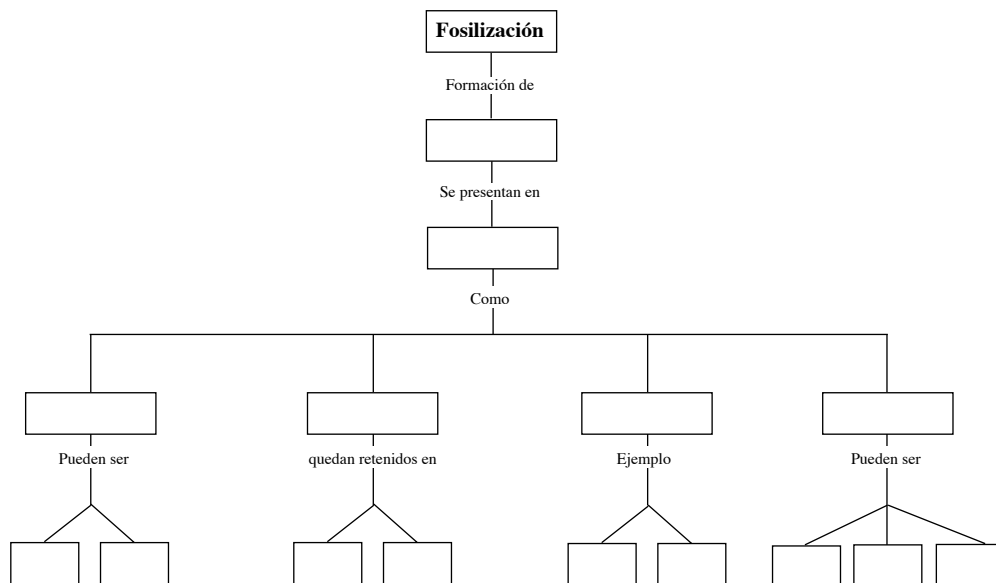 Fosilización
Formación de
Se presentan en
Como
Pueden ser
quedan retenidos en
Ejemplo
Pueden ser